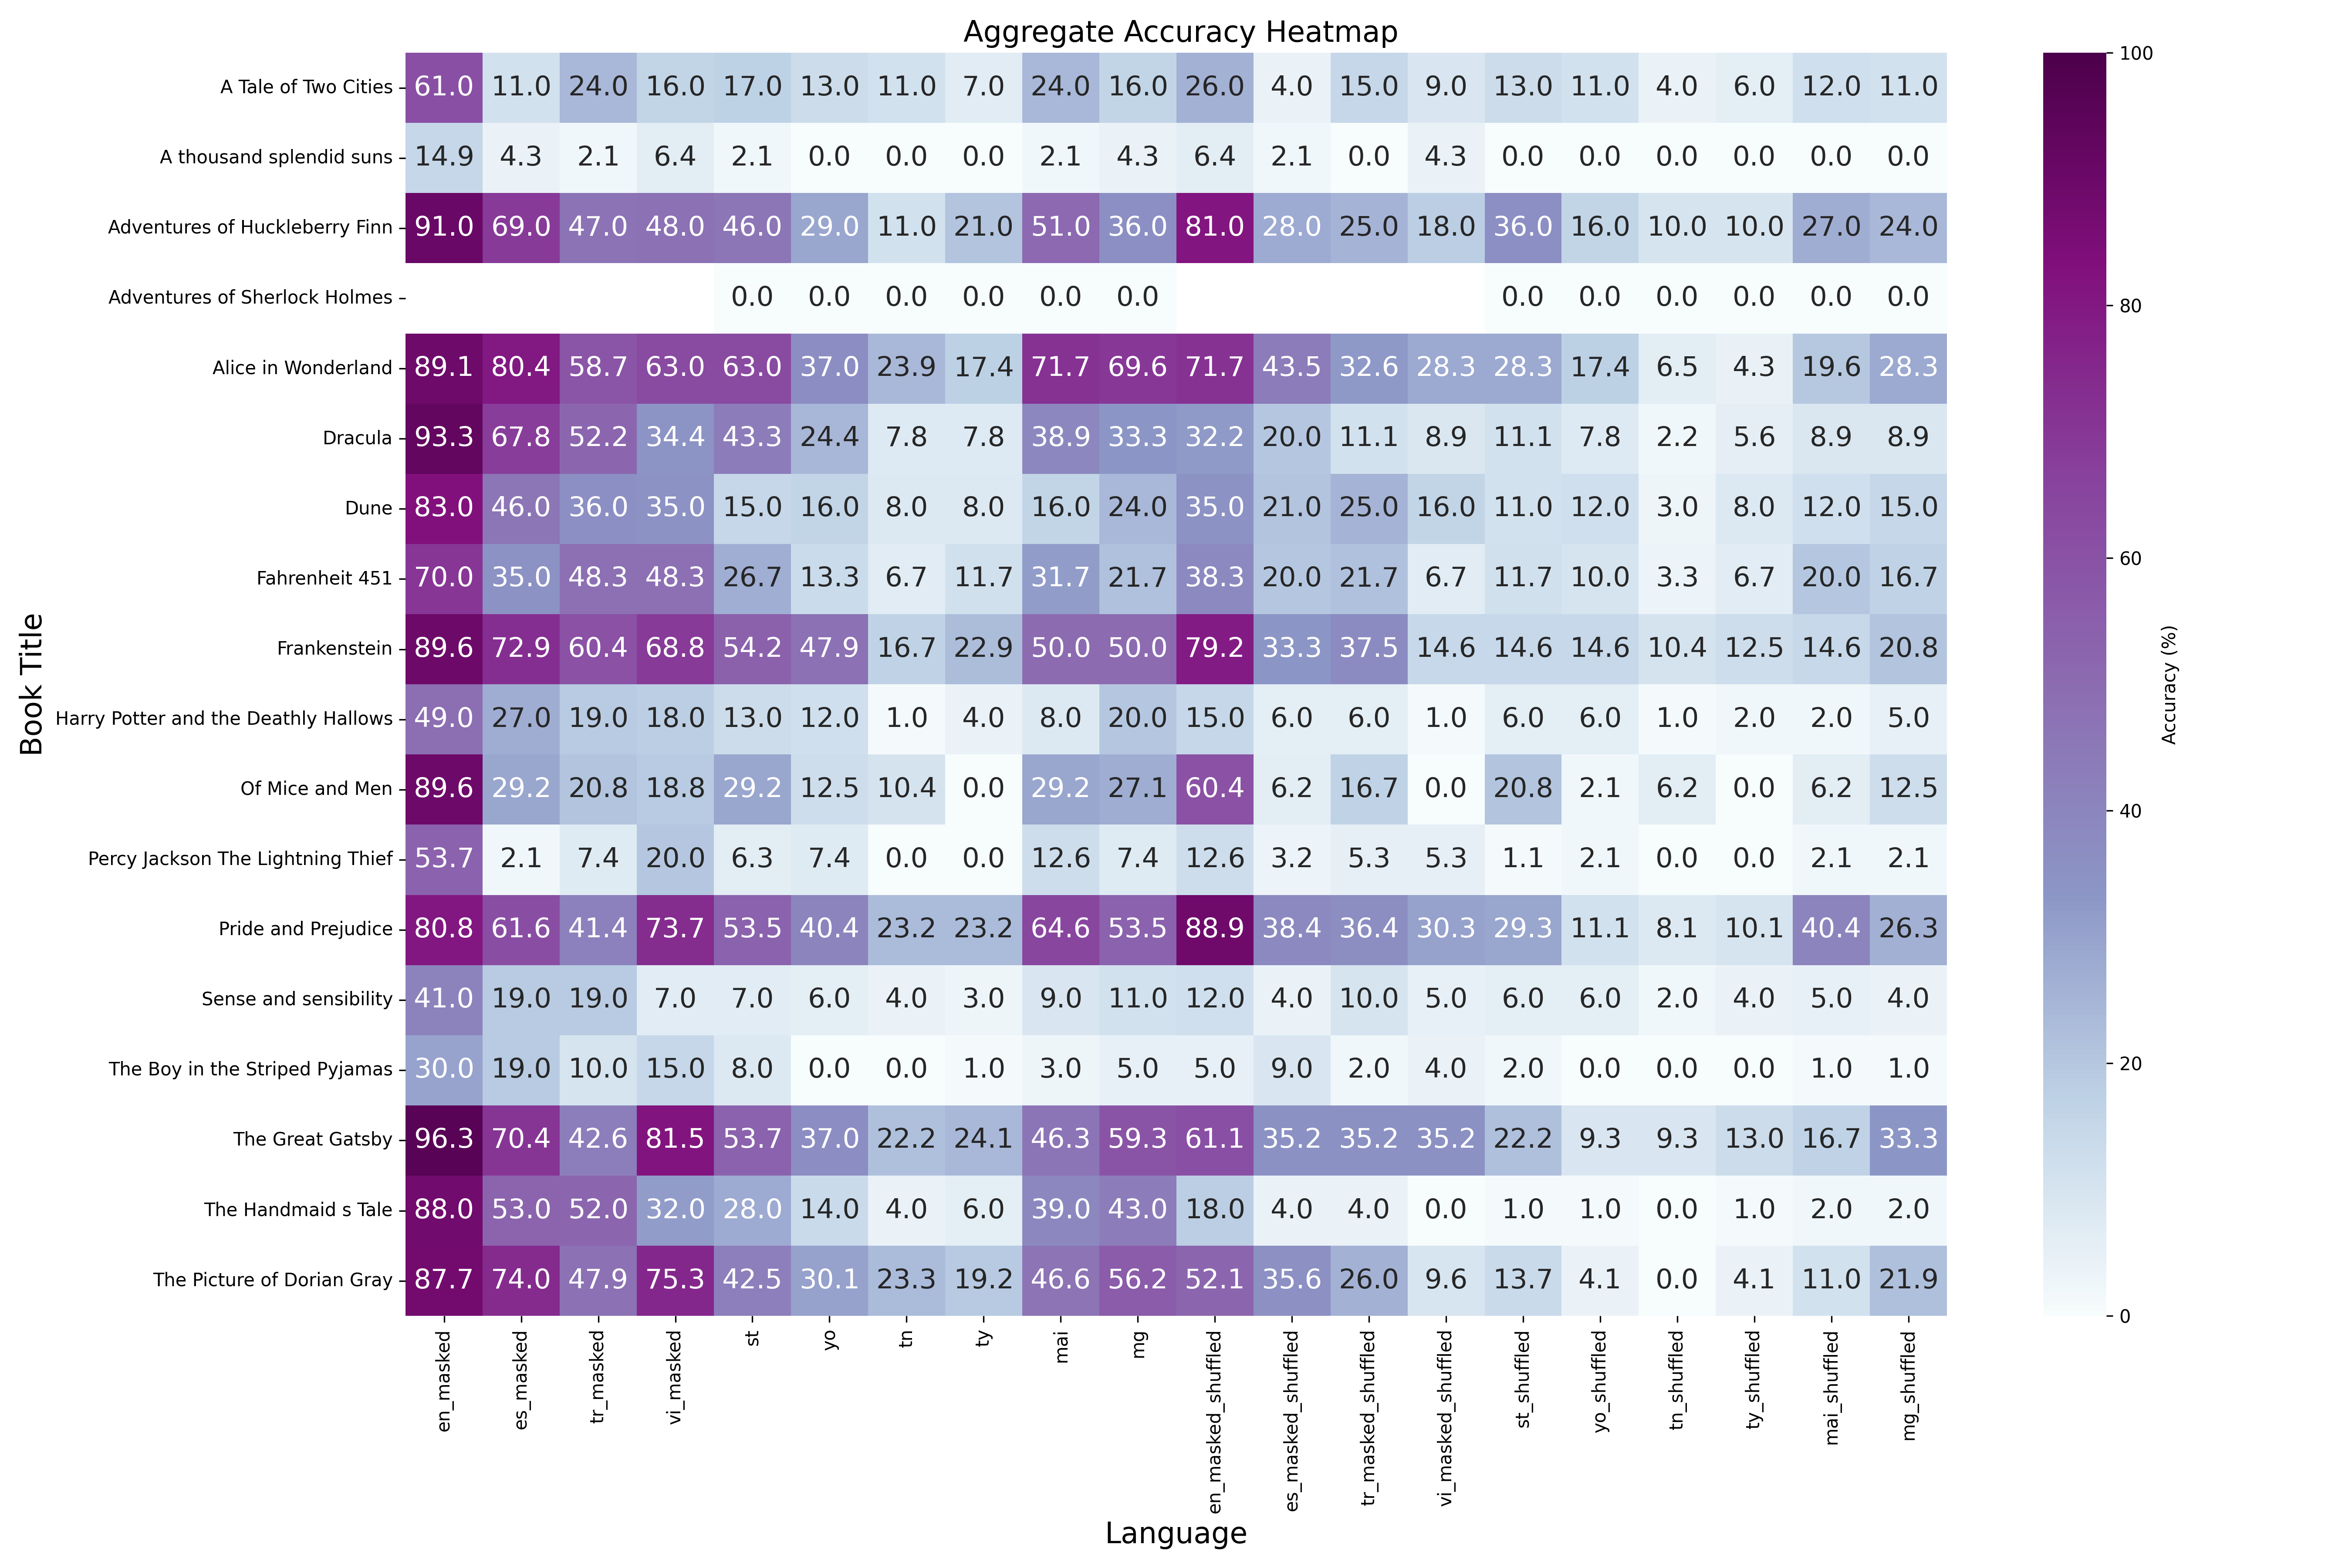 Aggregate Accuracy Heatmap
Book Title
A Tale of Two Cities 61.0 11.0 24.0 16.0 17.0 13.0 11.0 7.0 24.0 16.0 26.0 4.0 15.0 9.0 13.0 11.0 4.0 6.0 12.0 11.0
A thousand splendid suns 14.9 4.3 2.1 6.4 2.1 0.0 0.0 0.0 2.1 4.3 6.4 2.1 0.0 4.3 0.0 0.0 0.0 0.0 0.0 0.0
Adventures of Huckleberry Finn 91.0 69.0 47.0 48.0 46.0 29.0 11.0 21.0 51.0 36.0 81.0 28.0 25.0 18.0 36.0 16.0 10.0 10.0 27.0 24.0
Adventures of Sherlock Holmes 0.0 0.0 0.0 0.0 0.0 0.0 0.0 0.0 0.0 0.0 0.0 0.0
Alice in Wonderland 89.1 80.4 58.7 63.0 63.0 37.0 23.9 17.4 71.7 69.6 71.7 43.5 32.6 28.3 28.3 17.4 6.5 4.3 19.6 28.3
Dracula 93.3 67.8 52.2 34.4 43.3 24.4 7.8 7.8 38.9 33.3 32.2 20.0 11.1 8.9 11.1 7.8 2.2 5.6 8.9 8.9
Dune 83.0 46.0 36.0 35.0 15.0 16.0 8.0 8.0 16.0 24.0 35.0 21.0 25.0 16.0 11.0 12.0 3.0 8.0 12.0 15.0
Fahrenheit 451 70.0 35.0 48.3 48.3 26.7 13.3 6.7 11.7 31.7 21.7 38.3 20.0 21.7 6.7 11.7 10.0 3.3 6.7 20.0 16.7
Frankenstein 89.6 72.9 60.4 68.8 54.2 47.9 16.7 22.9 50.0 50.0 79.2 33.3 37.5 14.6 14.6 14.6 10.4 12.5 14.6 20.8
Harry Potter and the Deathly Hallows 49.0 27.0 19.0 18.0 13.0 12.0 1.0 4.0 8.0 20.0 15.0 6.0 6.0 1.0 6.0 6.0 1.0 2.0 2.0 5.0
Of Mice and Men 89.6 29.2 20.8 18.8 29.2 12.5 10.4 0.0 29.2 27.1 60.4 6.2 16.7 0.0 20.8 2.1 6.2 0.0 6.2 12.5
Percy Jackson The Lightning Thief 53.7 2.1 7.4 20.0 6.3 7.4 0.0 0.0 12.6 7.4 12.6 3.2 5.3 5.3 1.1 2.1 0.0 0.0 2.1 2.1
Pride and Prejudice 80.8 61.6 41.4 73.7 53.5 40.4 23.2 23.2 64.6 53.5 88.9 38.4 36.4 30.3 29.3 11.1 8.1 10.1 40.4 26.3
Sense and sensibility 41.0 19.0 19.0 7.0 7.0 6.0 4.0 3.0 9.0 11.0 12.0 4.0 10.0 5.0 6.0 6.0 2.0 4.0 5.0 4.0
The Boy in the Striped Pyjamas 30.0 19.0 10.0 15.0 8.0 0.0 0.0 1.0 3.0 5.0 5.0 9.0 2.0 4.0 2.0 0.0 0.0 0.0 1.0 1.0
The Great Gatsby 96.3 70.4 42.6 81.5 53.7 37.0 22.2 24.1 46.3 59.3 61.1 35.2 35.2 35.2 22.2 9.3 9.3 13.0 16.7 33.3
The Handmaid s Tale 88.0 53.0 52.0 32.0 28.0 14.0 4.0 6.0 39.0 43.0 18.0 4.0 4.0 0.0 1.0 1.0 0.0 1.0 2.0 2.0
The Picture of Dorian Gray 87.7 74.0 47.9 75.3 42.5 30.1 23.3 19.2 46.6 56.2 52.1 35.6 26.0 9.6 13.7 4.1 0.0 4.1 11.0 21.9
en_masked es_masked tr_masked vi_masked st yo tn ty mai mg en_masked_shuffled es_masked_shuffled tr_masked_shuffled vi_masked_shuffled st_shuffled yo_shuffled tn_shuffled ty_shuffled mai_shuffled mg_shuffled
Language
100
80
60
40
20
0
Accuracy (%)